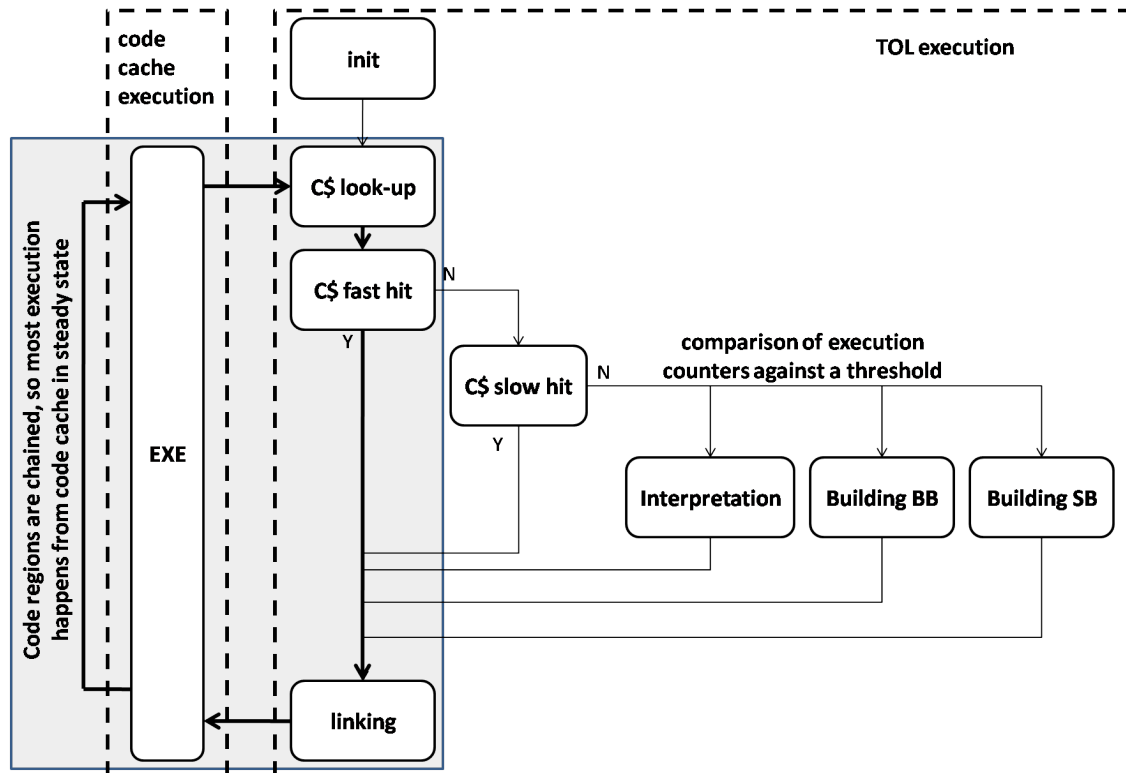 code
cache
execution
init
TOL execution
C$ look-up
C$ fast hit
N
Y
C$ slow hit
N
Y
comparison of execution
counters against a threshold
EXE
Interpretation
Building BB
Building SB
linking
Code regions are chained, so most execution
happens from code cache in steady state